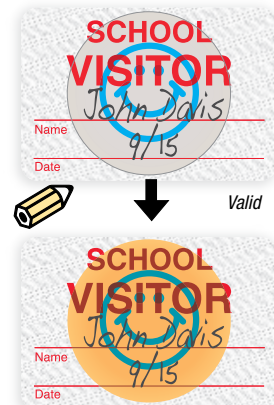 SCHOOL
VISITOR
John Davis
Name
9/15
Date
Valid
SCHOOL
VISITOR
John Davis
Name
9/15
Date